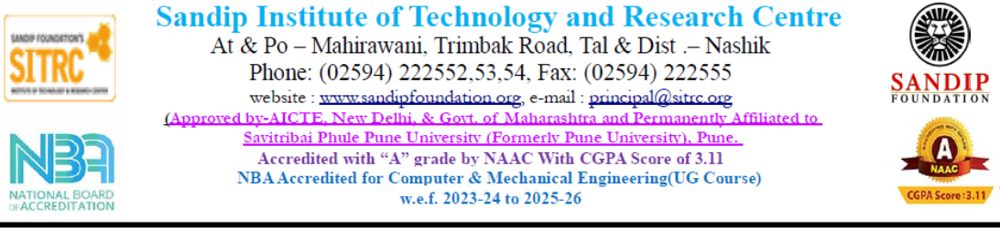 SANDIP FOUNDATION'S
SITRC
INSTITUTE OF TECHNOLOGY & RESEARCH CENTER
NBA
NATIONAL BOARD
OF ACCREDITATION
Sandip Institute of Technology and Research Centre
At & Po – Mahirawani, Trimbak Road, Tal & Dist .– Nashik
Phone: (02594) 222552,53,54, Fax: (02594) 222555
website : www.sandipfoundation.org, e-mail : principal@sitrc.org
(Approved by-AICTE, New Delhi, & Govt. of Maharashtra and Permanently Affiliated to
Savitribai Phule Pune University (Formerly Pune University), Pune.
Accredited with “A” grade by NAAC With CGPA Score of 3.11
NBA Accredited for Computer & Mechanical Engineering(UG Course)
w.e.f. 2023-24 to 2025-26
SANDIP
FOUNDATION
ACCREDITED WITH GRADE
A
NAAC
CGPA Score :3.11